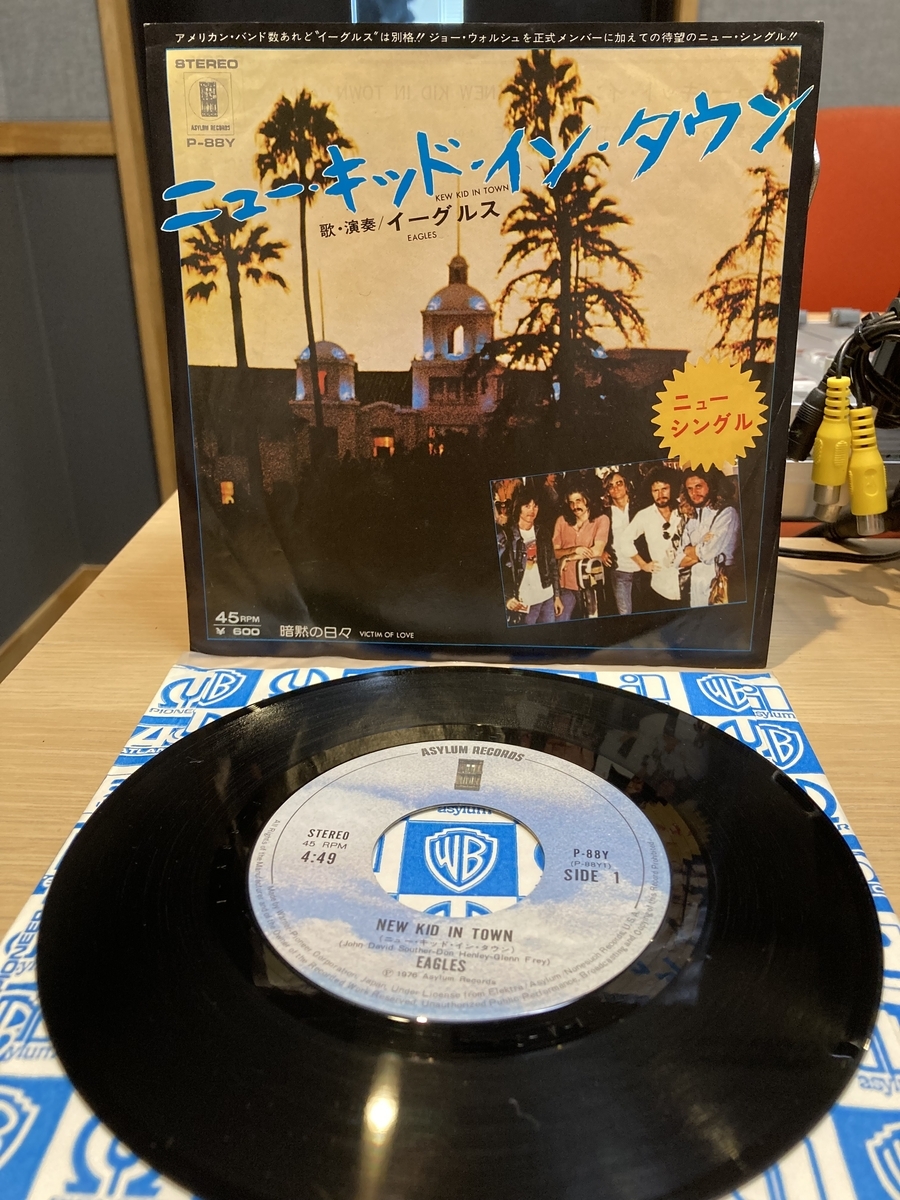 アメリカン・バンド数あれど“イーグルス”は別格!! ジョー・ウォルシュを正式メンバーに加えての待望のニュー・シングル!!
STEREO
ASYLUM RECORDS
P-88Y
ニュー・キッド・イン・タウン
KEW KID IN TOWN
歌・演奏/イーグルス
EAGLES
ニュー
シングル
45RPM
¥ 600
暗黙の日々 VICTIM OF LOVE
ASYLUM RECORDS
asylum
WB
STEREO
45 RPM
4:49
P-88Y
(P-88Y1)
SIDE 1
NEW KID IN TOWN
(ニュー・キッド・イン・タウン)
(John David Souther-Don Henley-Glenn Frey)
EAGLES
Ⓟ 1976 Asylum Records
WB
asylum
PIONEER